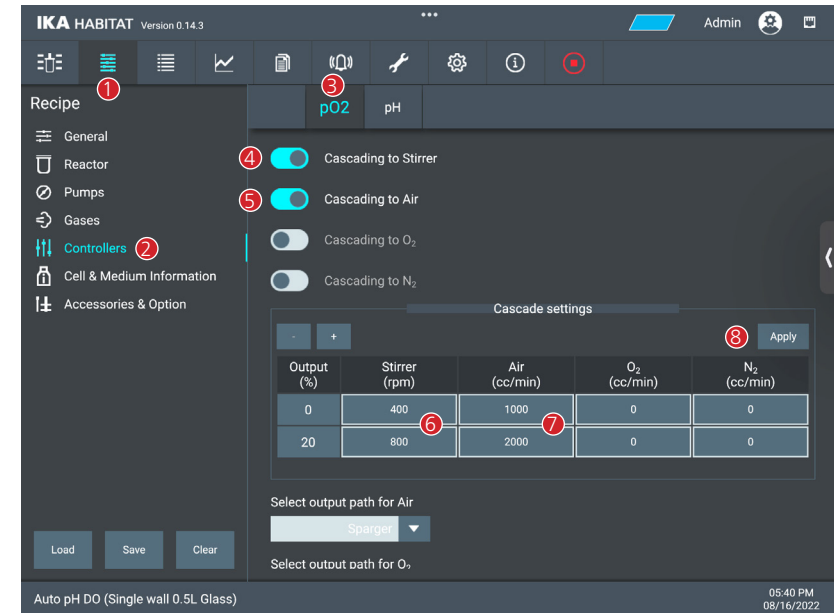 IKA HABITAT Version 0.14.3
Admin
1
3
Recipe
pO2
pH
General
Reactor
Pumps
Gases
Controllers 2
Cell & Medium Information
Accessories & Option
Load
Save
Clear
4 Cascading to Stirrer
5 Cascading to Air
Cascading to O₂
Cascading to N₂
Cascade settings
- + 8 Apply
Output (%)
Stirrer (rpm)
Air (cc/min)
O₂ (cc/min)
N₂ (cc/min)
0 400 1000 0 0
6 7
20 800 2000 0 0
Select output path for Air
Sparger
Select output path for O₂
Auto pH DO (Single wall 0.5L Glass)
05:40 PM
08/16/2022